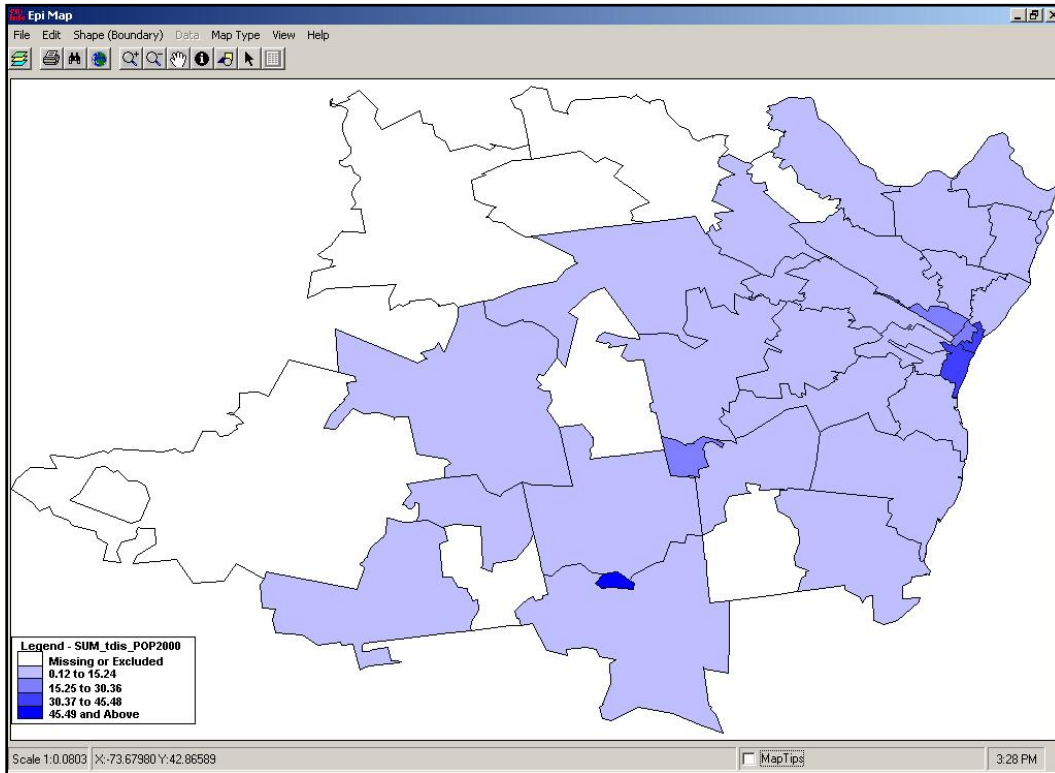 Epi Map
File Edit Shape (Boundary) Data Map Type View Help
Legend - SUM_tdis_POP2000
Missing or Excluded
0.12 to 15.24
15.25 to 30.36
30.37 to 45.48
45.49 and Above
Scale 1:0.0803 X:-73.67980 Y:42.86589 MapTips 3:28 PM